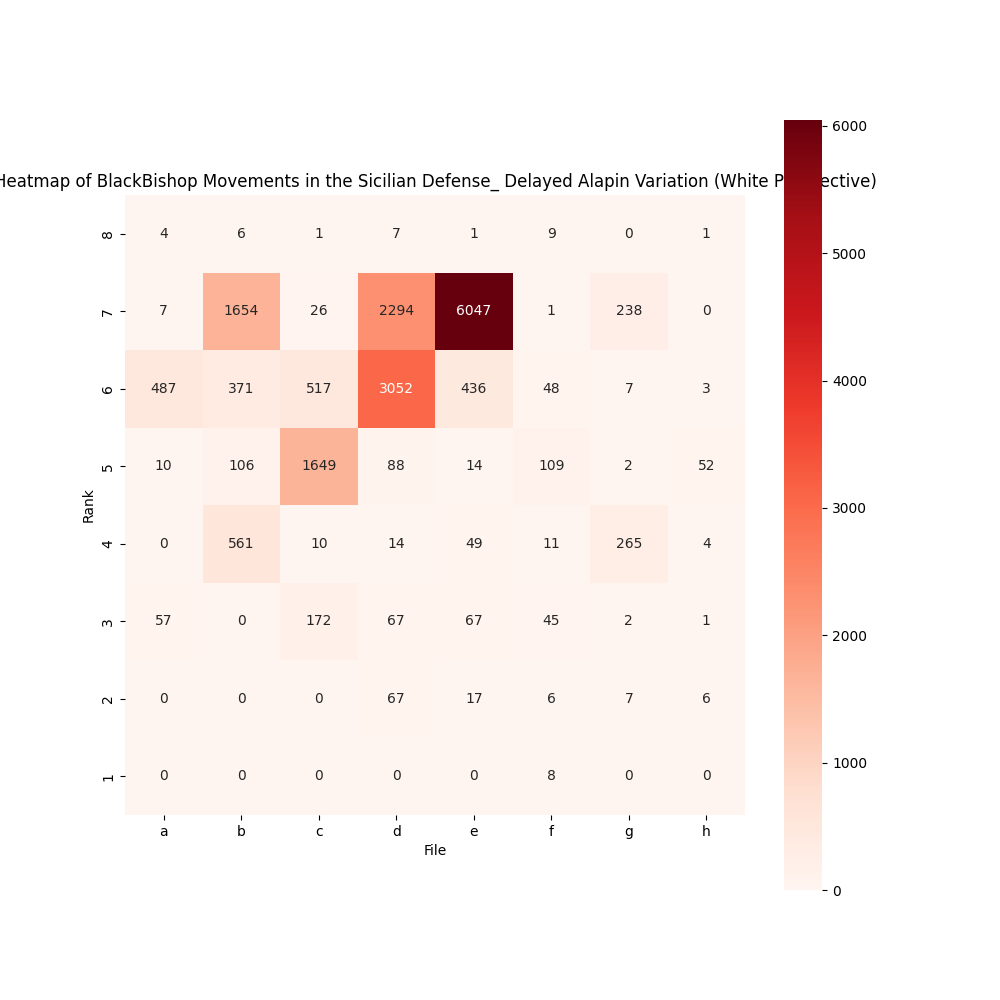 Heatmap of BlackBishop Movements in the Sicilian Defense_ Delayed Alapin Variation (White P ective)
8 4 6 1 7 1 9 0 1
7 7 1654 26 2294 6047 1 238 0
6 487 371 517 3052 436 48 7 3
5 10 106 1649 88 14 109 2 52
4 0 561 10 14 49 11 265 4
3 57 0 172 67 67 45 2 1
2 0 0 0 67 17 6 7 6
1 0 0 0 0 0 8 0 0
a b c d e f g h
File
Rank
6000
5000
4000
3000
2000
1000
0